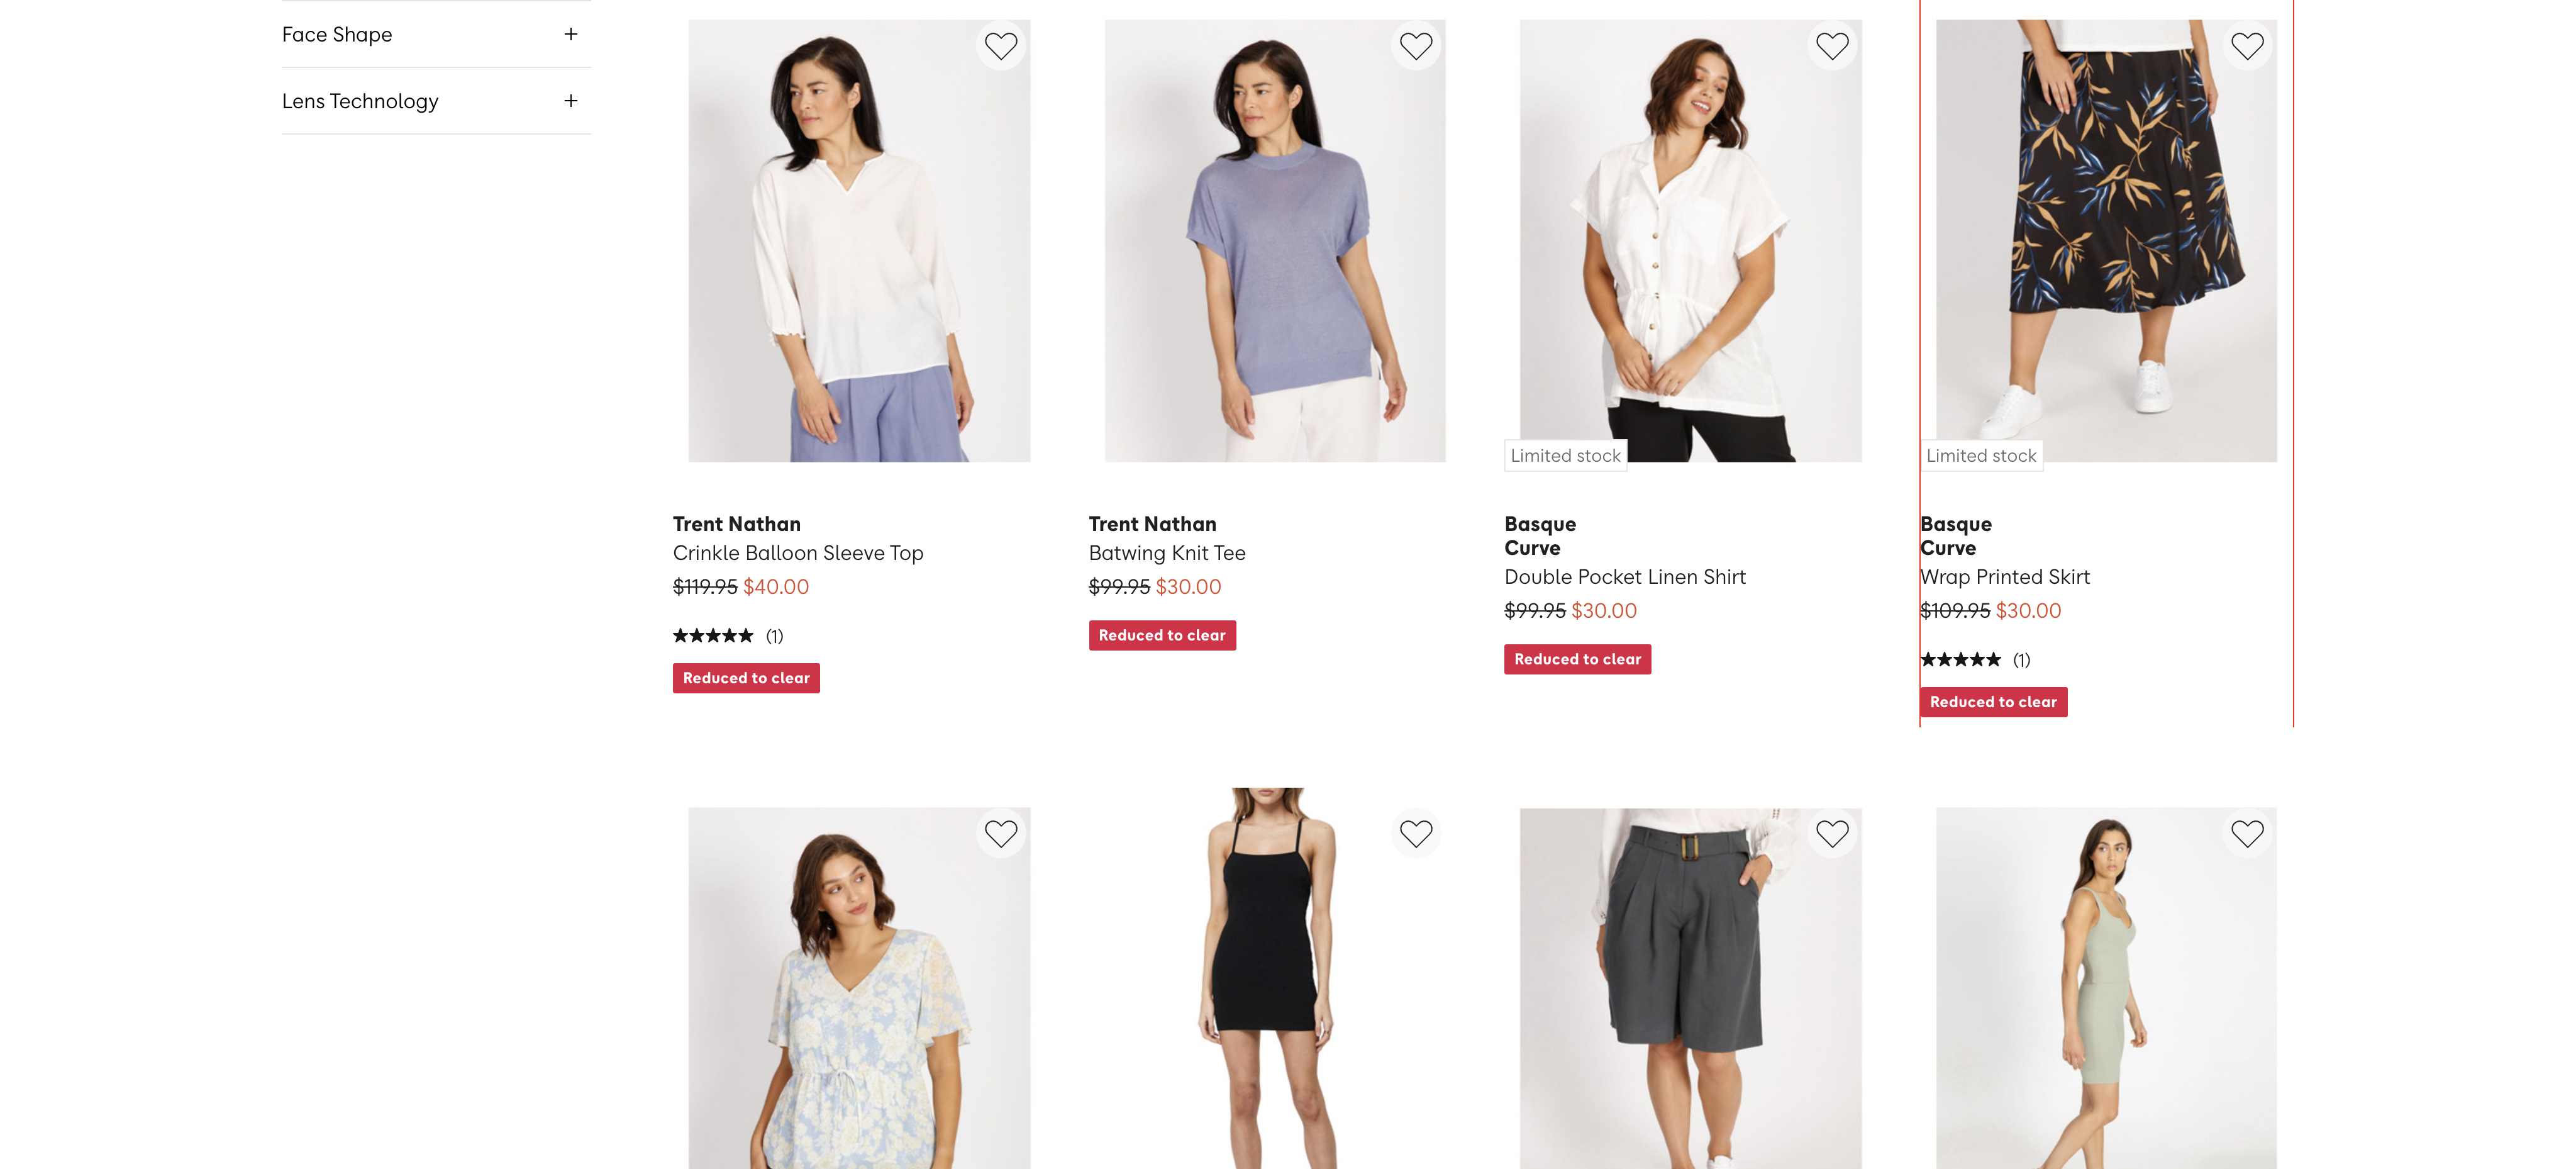 Face Shape
Lens Technology
Limited stock
Limited stock
Trent Nathan
Crinkle Balloon Sleeve Top
$119.95 $40.00
(1)
Reduced to clear
Trent Nathan
Batwing Knit Tee
$99.95 $30.00
Reduced to clear
Basque
Curve
Double Pocket Linen Shirt
$99.95 $30.00
Reduced to clear
Basque
Curve
Wrap Printed Skirt
$109.95 $30.00
(1)
Reduced to clear